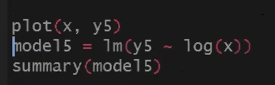 plot(x, y5)
model5 = lm(y5 ~ log(x))
summary(model5)